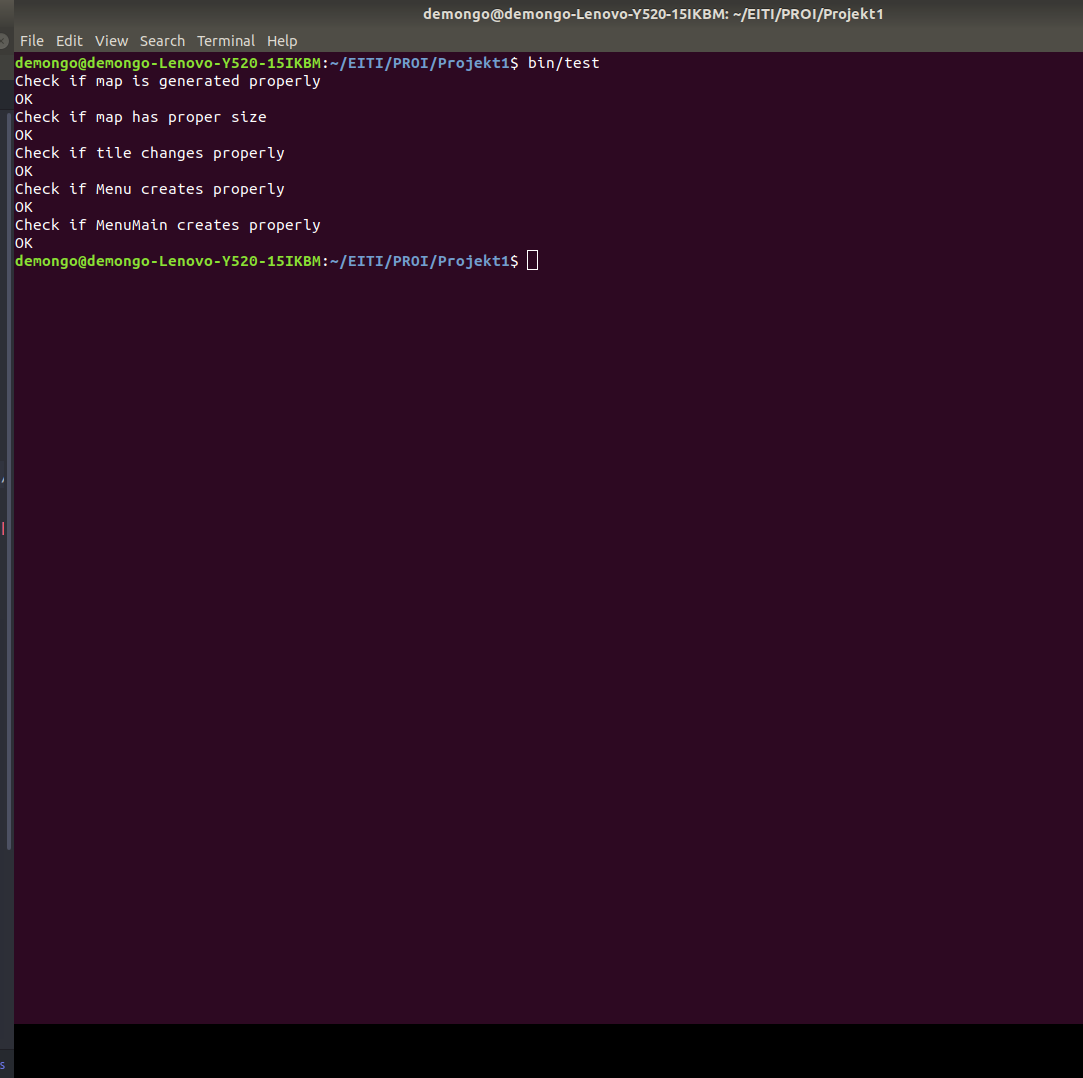 demongo@demongo-Lenovo-Y520-15IKBM: ~/EITI/PROI/Projekt1
File Edit View Search Terminal Help
demongo@demongo-Lenovo-Y520-15IKBM:~/EITI/PROI/Projekt1$ bin/test
Check if map is generated properly
OK
Check if map has proper size
OK
Check if tile changes properly
OK
Check if Menu creates properly
OK
Check if MenuMain creates properly
OK
demongo@demongo-Lenovo-Y520-15IKBM:~/EITI/PROI/Projekt1$
s